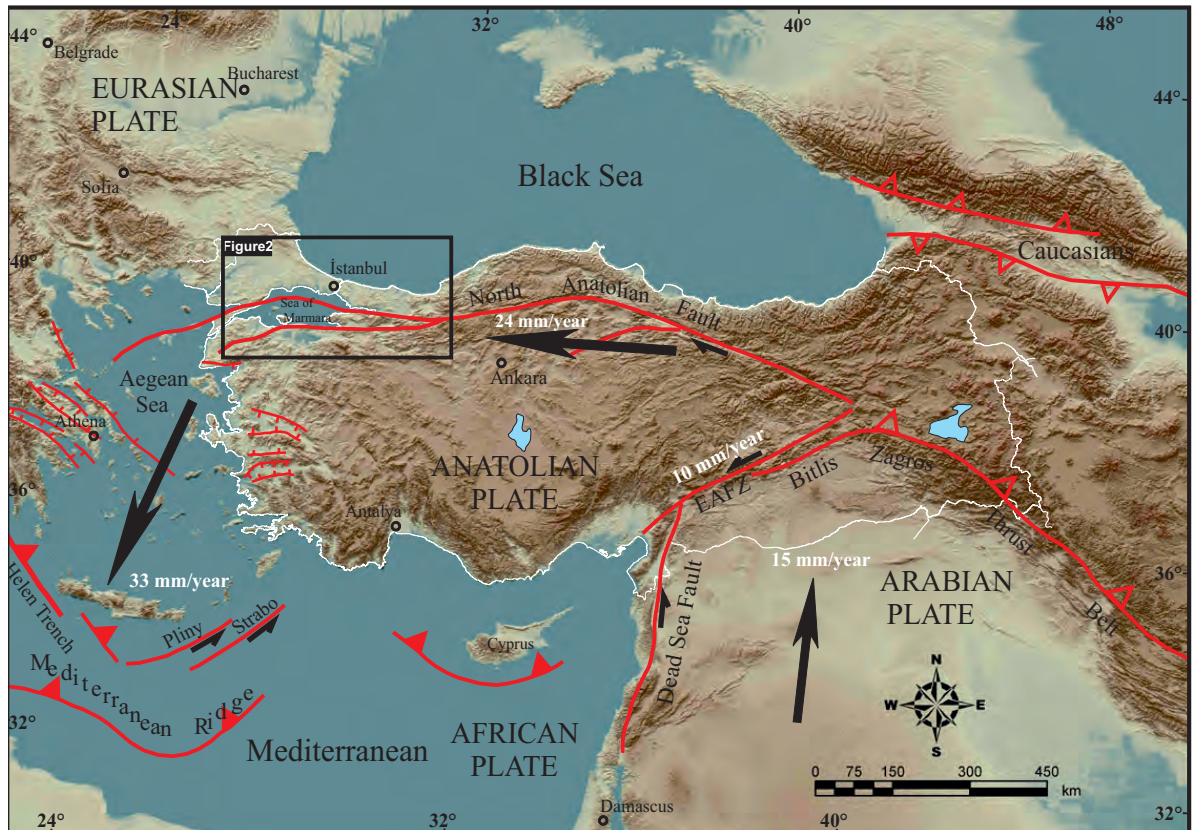 24°
32°
40°
48°
44°
Belgrade
EURASIAN
PLATE
Bucharest
44°
Sofia
Black Sea
Caucasians
Figure2
40°
İstanbul
Sea of
Marmara
North Anatolian Fault
24 mm/year
40°
Ankara
Aegean
Sea
Athena
ANATOLIAN
PLATE
10 mm/year
EAFZ
Bitlis Zagros Thrust Belt
36°
Antalya
33 mm/year
15 mm/year
36°
ARABIAN
PLATE
Helen Trench
Pliny
Strabo
Cyprus
Dead Sea Fault
Mediterranean Ridge
N
W
E
S
32°
32°
Mediterranean
AFRICAN
PLATE
0 75 150 300 450
km
Damascus
24°
32°
40°